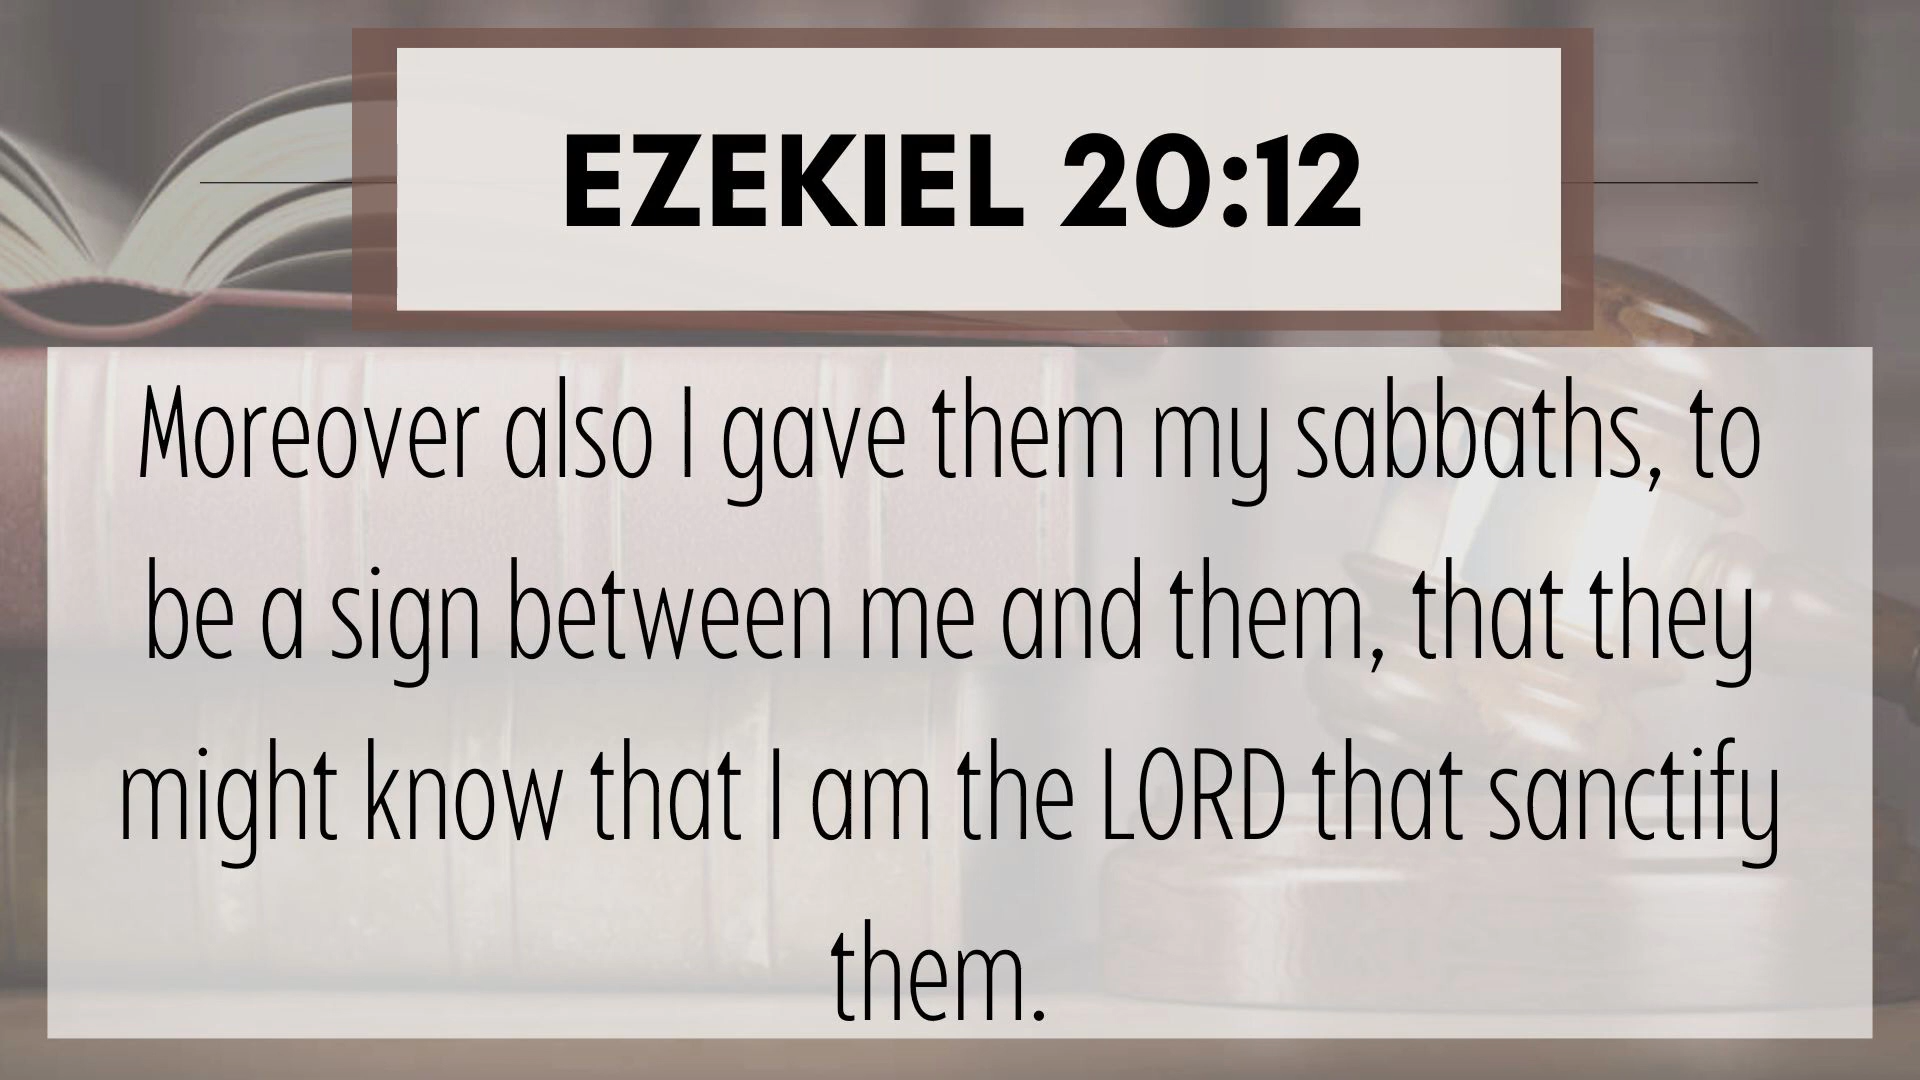 EZEKIEL 20:12
Moreover also I gave them my sabbaths, to
be a sign between me and them, that they
might know that I am the LORD that sanctify
them.